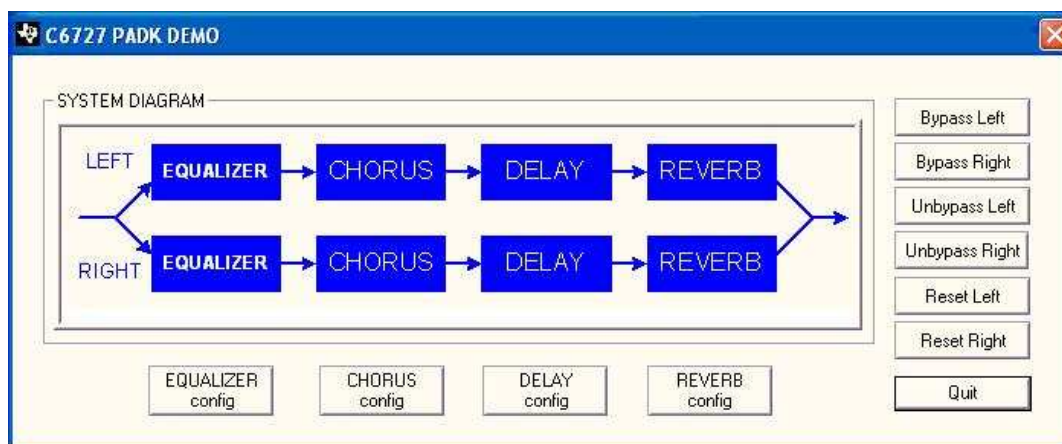 C6727 PADK DEMO
SYSTEM DIAGRAM
LEFT
EQUALIZER
CHORUS
DELAY
REVERB
RIGHT
EQUALIZER
CHORUS
DELAY
REVERB
EQUALIZER
config
CHORUS
config
DELAY
config
REVERB
config
Bypass Left
Bypass Right
Unbypass Left
Unbypass Right
Reset Left
Reset Right
Quit